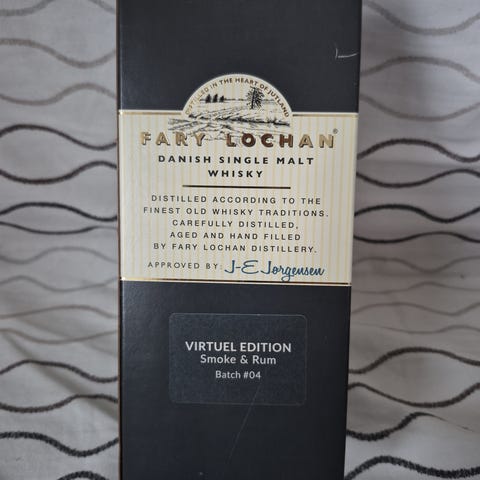 DISTILLED IN THE HEART OF JUTLAND
FARY LOCHAN®
DANISH SINGLE MALT
WHISKY
DISTILLED ACCORDING TO THE
FINEST OLD WHISKY TRADITIONS.
CAREFULLY DISTILLED,
AGED AND HAND FILLED
BY FARY LOCHAN DISTILLERY.
APPROVED BY: J-E Jorgensen
VIRTUEL EDITION
Smoke & Rum
Batch #04